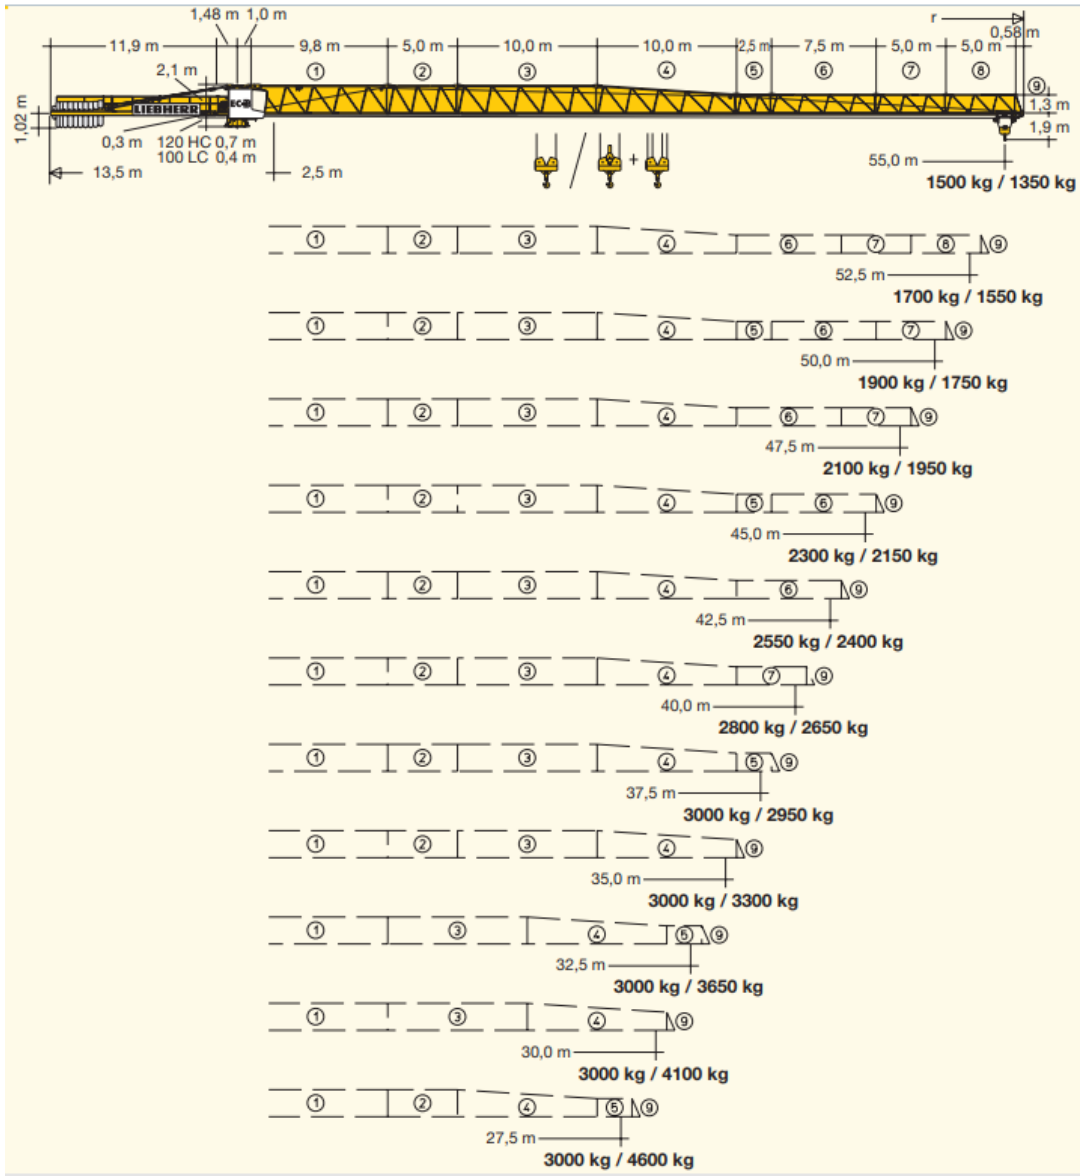 1,48 m 1,0 m r
11,9 m 9,8 m 5,0 m 10,0 m 10,0 m 2,5 m 7,5 m 5,0 m 5,0 m 0,58 m
① ② ③ ④ ⑤ ⑥ ⑦ ⑧ ⑨
2,1 m
LIEBHERR EC-B
1,3 m
1,02 m
0,3 m 120 HC 0,7 m
100 LC 0,4 m
1,9 m
/ +
13,5 m 2,5 m 55,0 m
1500 kg / 1350 kg
① ② ③ ④ ⑥ ⑦ ⑧ ⑨
52,5 m
1700 kg / 1550 kg
① ② ③ ④ ⑤ ⑥ ⑦ ⑨
50,0 m
1900 kg / 1750 kg
① ② ③ ④ ⑥ ⑦ ⑨
47,5 m
2100 kg / 1950 kg
① ② ③ ④ ⑤ ⑥ ⑨
45,0 m
2300 kg / 2150 kg
① ② ③ ④ ⑥ ⑨
42,5 m
2550 kg / 2400 kg
① ② ③ ④ ⑦ ⑨
40,0 m
2800 kg / 2650 kg
① ② ③ ④ ⑤ ⑨
37,5 m
3000 kg / 2950 kg
① ② ③ ④ ⑨
35,0 m
3000 kg / 3300 kg
① ③ ④ ⑤ ⑨
32,5 m
3000 kg / 3650 kg
① ③ ④ ⑨
30,0 m
3000 kg / 4100 kg
① ② ④ ⑤ ⑨
27,5 m
3000 kg / 4600 kg